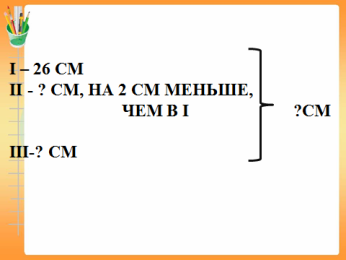 I – 26 СМ
II - ? СМ, НА 2 СМ МЕНЬШЕ,
ЧЕМ В I ?СМ
III-? СМ